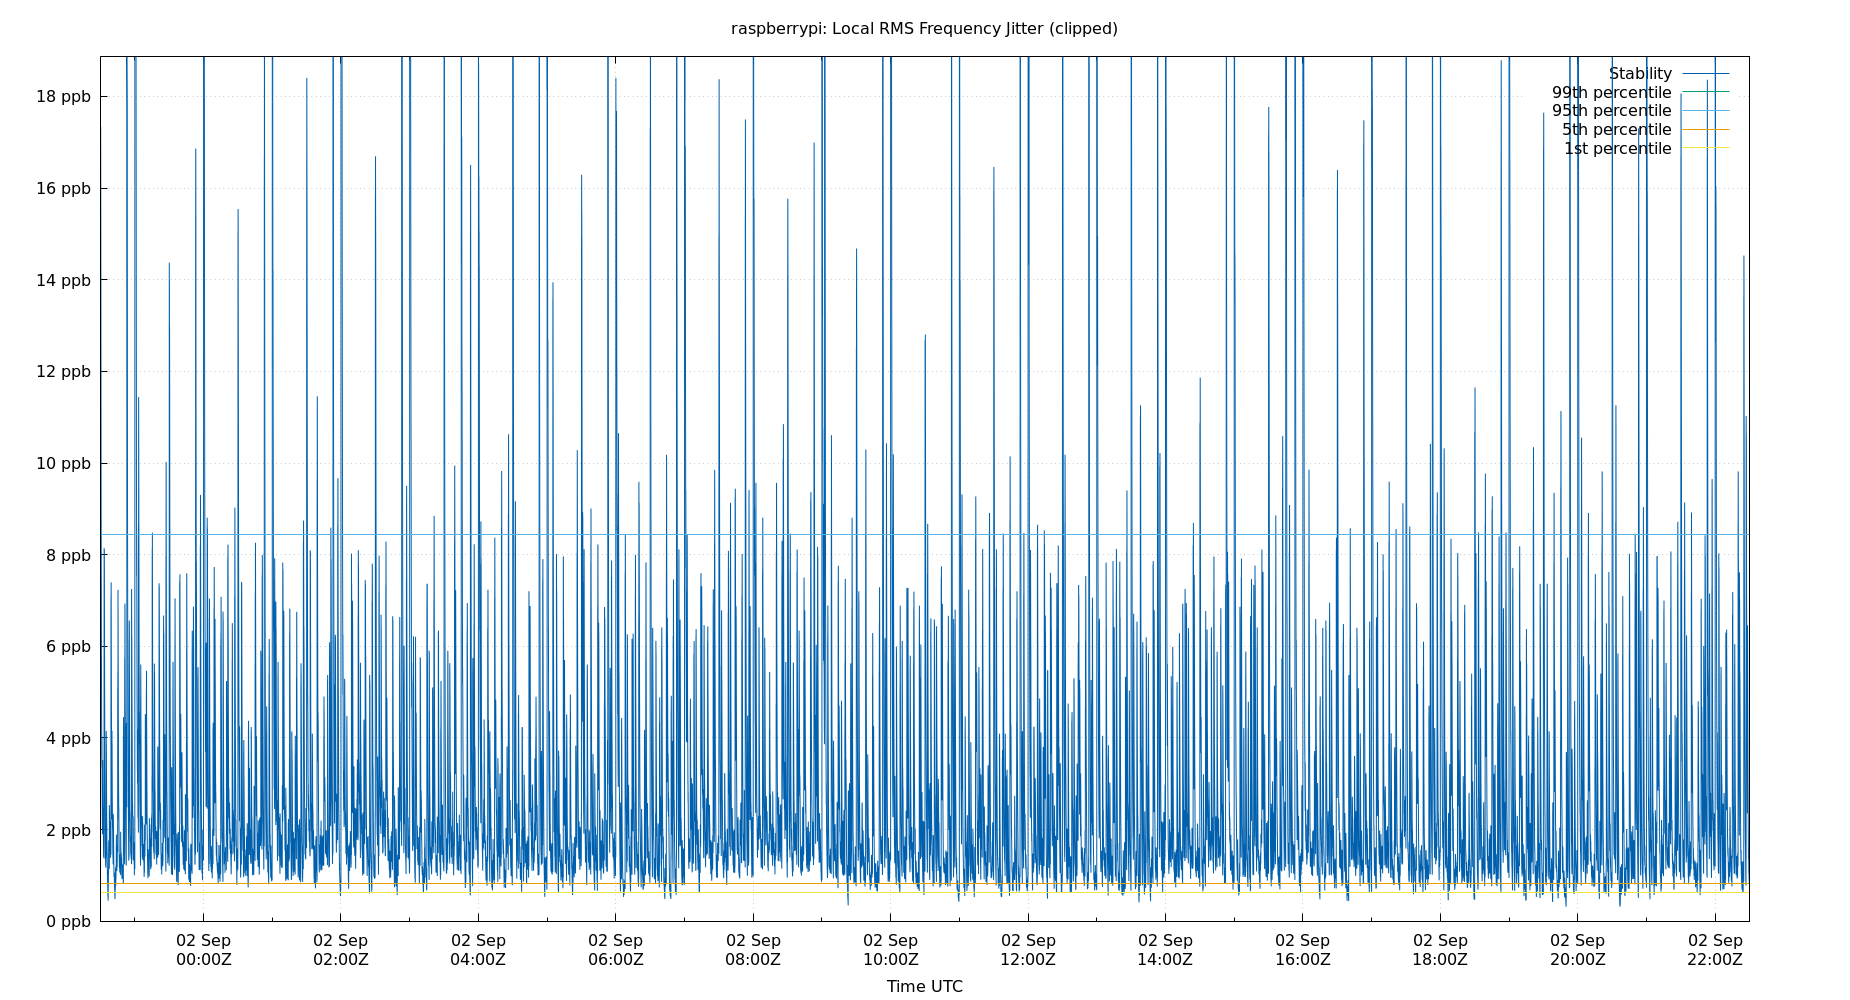 raspberrypi: Local RMS Frequency Jitter (clipped)
Stability
99th percentile
95th percentile
5th percentile
1st percentile
18 ppb
16 ppb
14 ppb
12 ppb
10 ppb
8 ppb
6 ppb
4 ppb
2 ppb
0 ppb
02 Sep 02 Sep 02 Sep 02 Sep 02 Sep 02 Sep 02 Sep 02 Sep 02 Sep 02 Sep 02 Sep 02 Sep
00:00Z 02:00Z 04:00Z 06:00Z 08:00Z 10:00Z 12:00Z 14:00Z 16:00Z 18:00Z 20:00Z 22:00Z
Time UTC